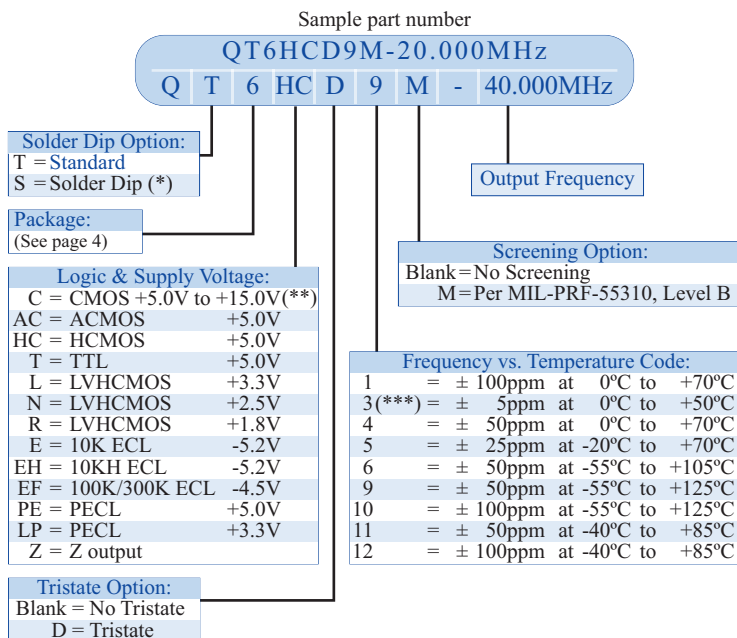 Sample part number
QT6HCD9M-20.000MHz
Q T 6 HC D 9 M - 40.000MHz
Solder Dip Option:
T = Standard
S = Solder Dip (*)
Output Frequency
Package:
(See page 4)
Screening Option:
Blank = No Screening
M = Per MIL-PRF-55310, Level B
Logic & Supply Voltage:
C = CMOS +5.0V to +15.0V(**)
AC = ACMOS +5.0V
HC = HCMOS +5.0V
T = TTL +5.0V
L = LVHCMOS +3.3V
N = LVHCMOS +2.5V
R = LVHCMOS +1.8V
E = 10K ECL -5.2V
EH = 10KH ECL -5.2V
EF = 100K/300K ECL -4.5V
PE = PECL +5.0V
LP = PECL +3.3V
Z = Z output
Frequency vs. Temperature Code:
1 = ± 100ppm at 0ºC to +70ºC
3(***) = ± 5ppm at 0ºC to +50ºC
4 = ± 50ppm at 0ºC to +70ºC
5 = ± 25ppm at -20ºC to +70ºC
6 = ± 50ppm at -55ºC to +105ºC
9 = ± 50ppm at -55ºC to +125ºC
10 = ± 100ppm at -55ºC to +125ºC
11 = ± 50ppm at -40ºC to +85ºC
12 = ± 100ppm at -40ºC to +85ºC
Tristate Option:
Blank = No Tristate
D = Tristate